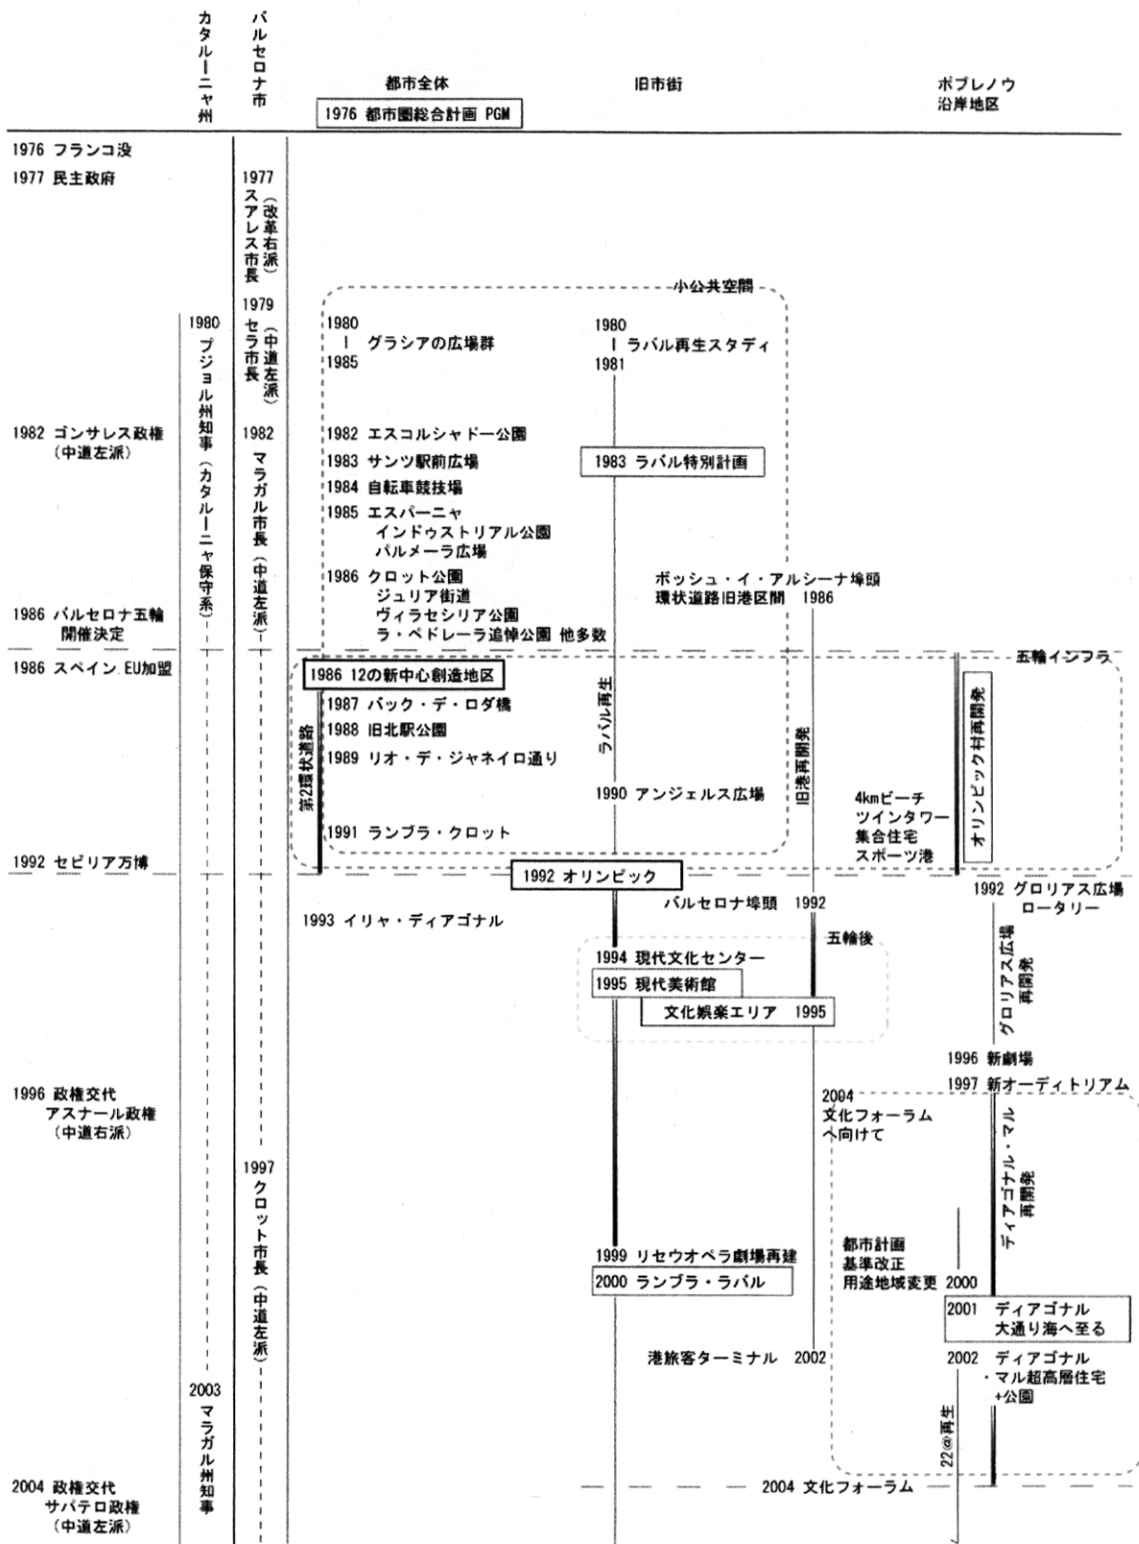 カタルーニャ州
バルセロナ市
都市全体
旧市街
ポブレノウ
沿岸地区
1976 都市圏総合計画 PGM
1976 フランコ没
1977 民主政府
1977
スアレス市長
（改革右派）
1979
セラ市長
（中道左派）
1980
プジョル州知事（カタルーニャ保守系）
小公共空間
1980
|
1985
グラシアの広場群
1980
| ラバル再生スタディ
1981
1982 ゴンサレス政権
（中道左派）
1982
マラガル市長（中道左派）
1982 エスコルシャドー公園
1983 サンツ駅前広場
1983 ラバル特別計画
1984 自転車競技場
1985 エスパーニャ
インドゥストリアル公園
パルメーラ広場
1986 クロット公園
ジュリア街道
ヴィラセシリア公園
ラ・ペドレーラ追悼公園 他多数
ボッシュ・イ・アルシーナ埠頭
環状道路旧港区間 1986
1986 バルセロナ五輪
開催決定
五輪インフラ
1986 スペイン EU加盟
1986 12の新中心創造地区
1987 バック・デ・ロダ橋
1988 旧北駅公園
1989 リオ・デ・ジャネイロ通り
第2環状道路
ラバル再生
旧港再開発
オリンピック村再開発
1990 アンジェルス広場
4kmビーチ
ツインタワー
集合住宅
スポーツ港
1991 ランブラ・クロット
1992 セビリア万博
1992 オリンピック
1992 グロリアス広場
ロータリー
バルセロナ埠頭 1992
1993 イリャ・ディアゴナル
五輪後
1994 現代文化センター
1995 現代美術館
文化娯楽エリア 1995
グロリアス広場
再開発
1996 新劇場
1997 新オーディトリアム
1996 政権交代
アスナール政権
（中道右派）
2004
文化フォーラム
へ向けて
ディアゴナル・マル
再開発
1997
クロット市長（中道左派）
1999 リセウオペラ劇場再建
2000 ランブラ・ラバル
都市計画
基準改正
用途地域変更 2000
2001 ディアゴナル
大通り海へ至る
港旅客ターミナル 2002
2002 ディアゴナル
・マル超高層住宅
+公園
2003
マラガル州知事
22@再生
2004 政権交代
サパテロ政権
（中道左派）
2004 文化フォーラム